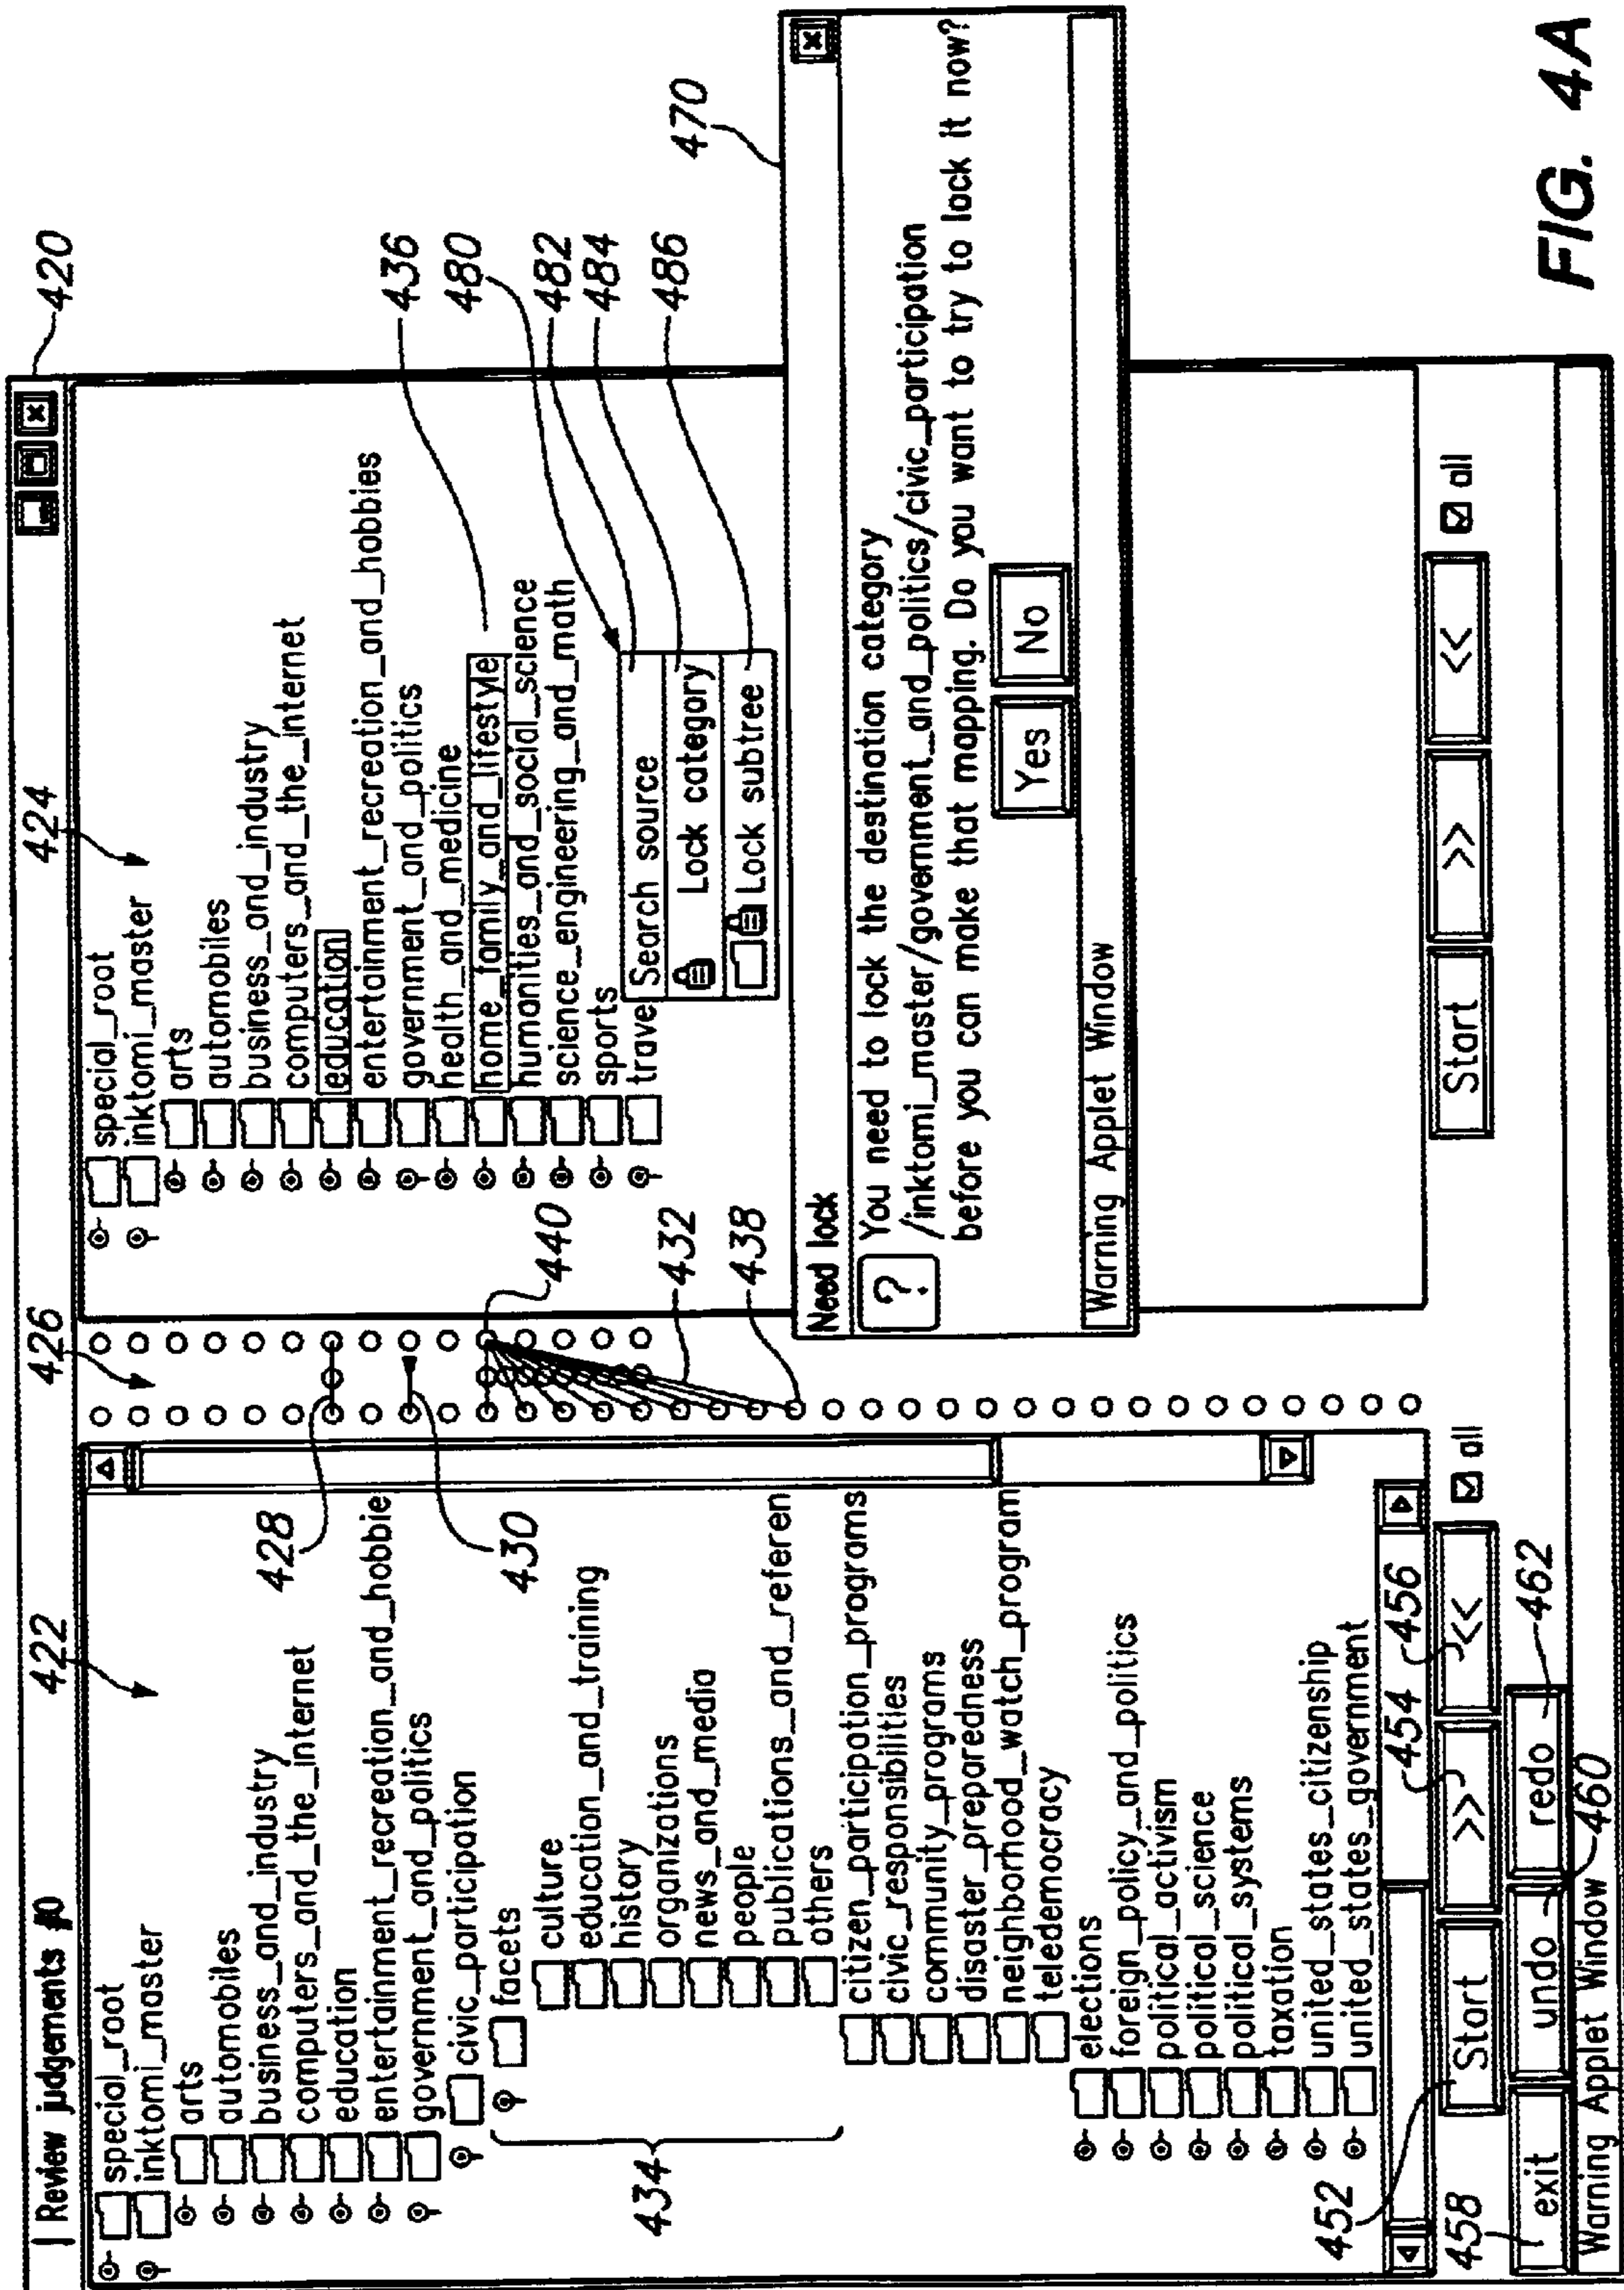 | Review judgements #0
422
426
424
420
special_root
inktomi_master
arts
automobiles
business_and_industry
computers_and_the_internet
education
entertainment_recreation_and_hobbie
government_and_politics
civic_participation
facets
culture
education_and_training
history
organizations
news_and_media
people
publications_and_referen
others
citizen_participation_programs
civic_responsibilities
community_programs
disaster_preparedness
neighborhood_watch_program
teledemocracy
elections
foreign_policy_and_politics
political_activism
political_science
political_systems
taxation
united_states_citizenship
united_states_government
434
428
430
440
432
438
special_root
inktomi_master
arts
automobiles
business_and_industry
computers_and_the_internet
education
entertainment_recreation_and_hobbies
government_and_politics
health_and_medicine
home_family_and_lifestyle
humanities_and_social_science
science_engineering_and_math
sports
travel
Search source
Lock category
Lock subtree
436
480
482
484
486
470
Need lock
? You need to lock the destination category
/inktomi_master/government_and_politics/civic_participation
before you can make that mapping. Do you want to try to lock it now?
Yes No
Warning Applet Window
452
454 456
Start >> << all
Start >> << all
458
exit undo redo
460
462
Warning Applet Window
FIG. 4A